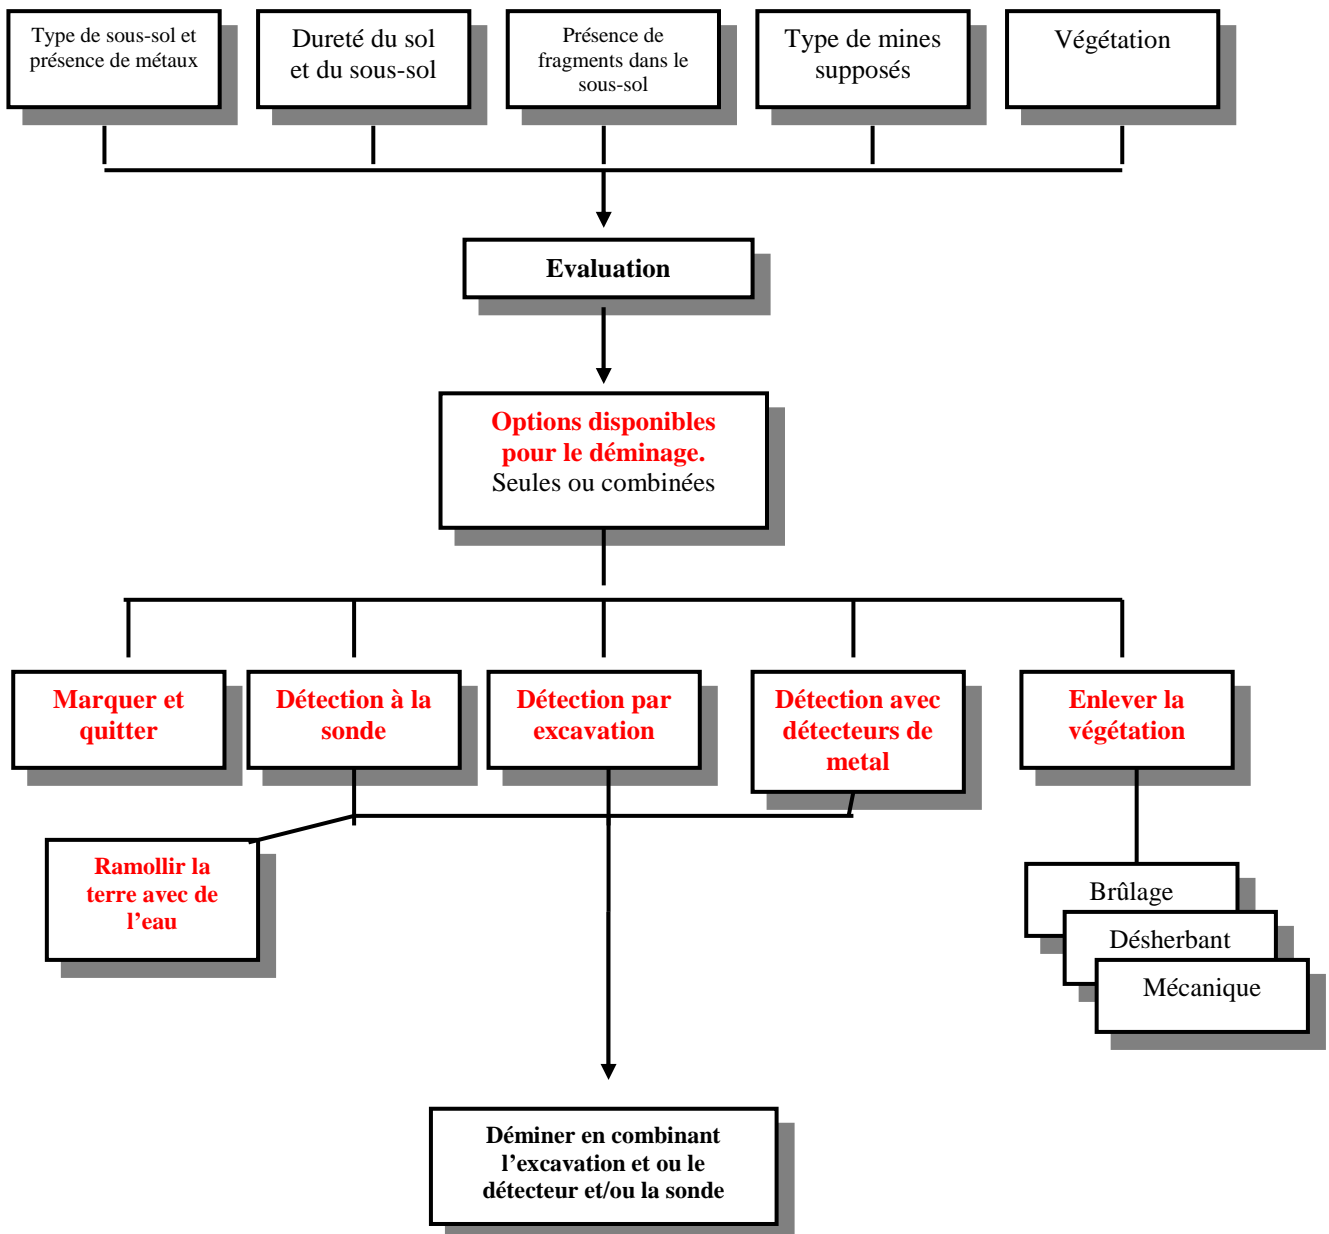 Type de sous-sol et
présence de métaux
Dureté du sol
et du sous-sol
Présence de
fragments dans le
sous-sol
Type de mines
supposés
Végétation
Evaluation
Options disponibles
pour le déminage.
Seules ou combinées
Marquer et
quitter
Détection à la
sonde
Détection par
excavation
Détection avec
détecteurs de
metal
Enlever la
végétation
Ramollir la
terre avec de
l’eau
Brûlage
Désherbant
Mécanique
Déminer en combinant
l’excavation et ou le
détecteur et/ou la sonde